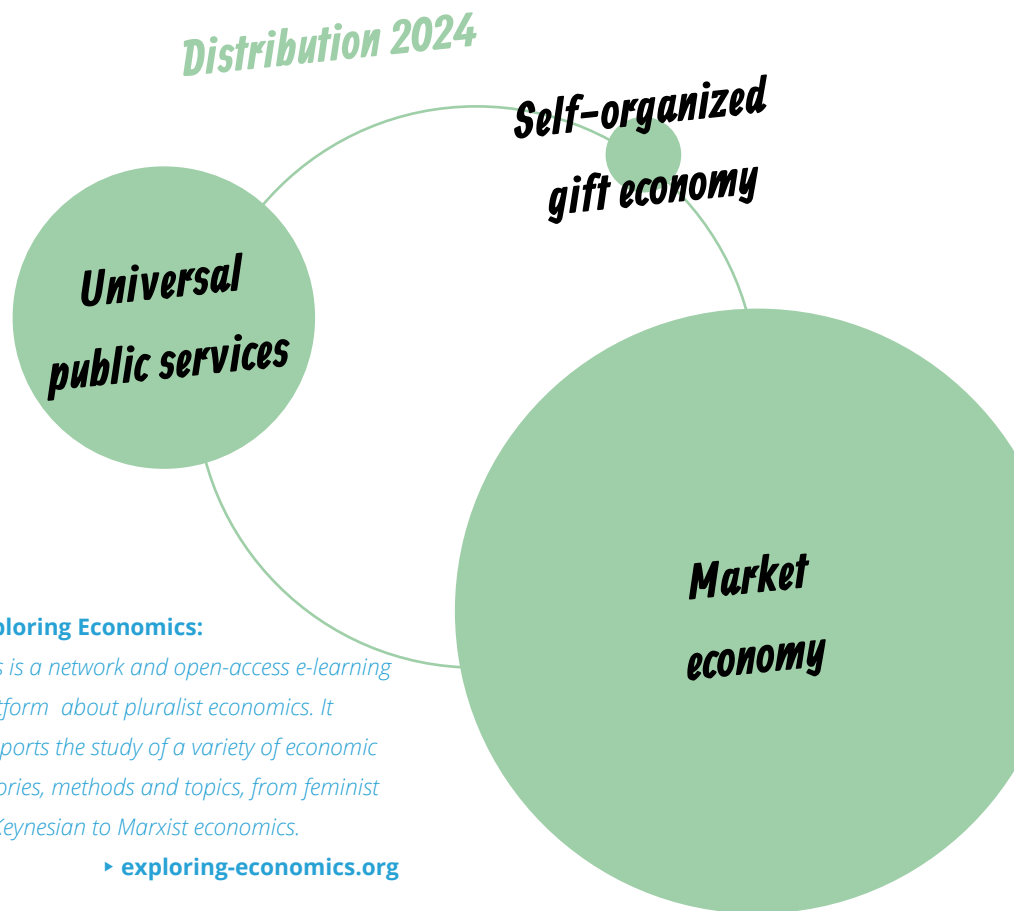 Distribution 2024
Self-organized
gift economy
Universal
public services
Market
economy
ploring Economics:
s is a network and open-access e-learning
tform about pluralist economics. It
ports the study of a variety of economic
ories, methods and topics, from feminist
Keynesian to Marxist economics.
▸ exploring-economics.org